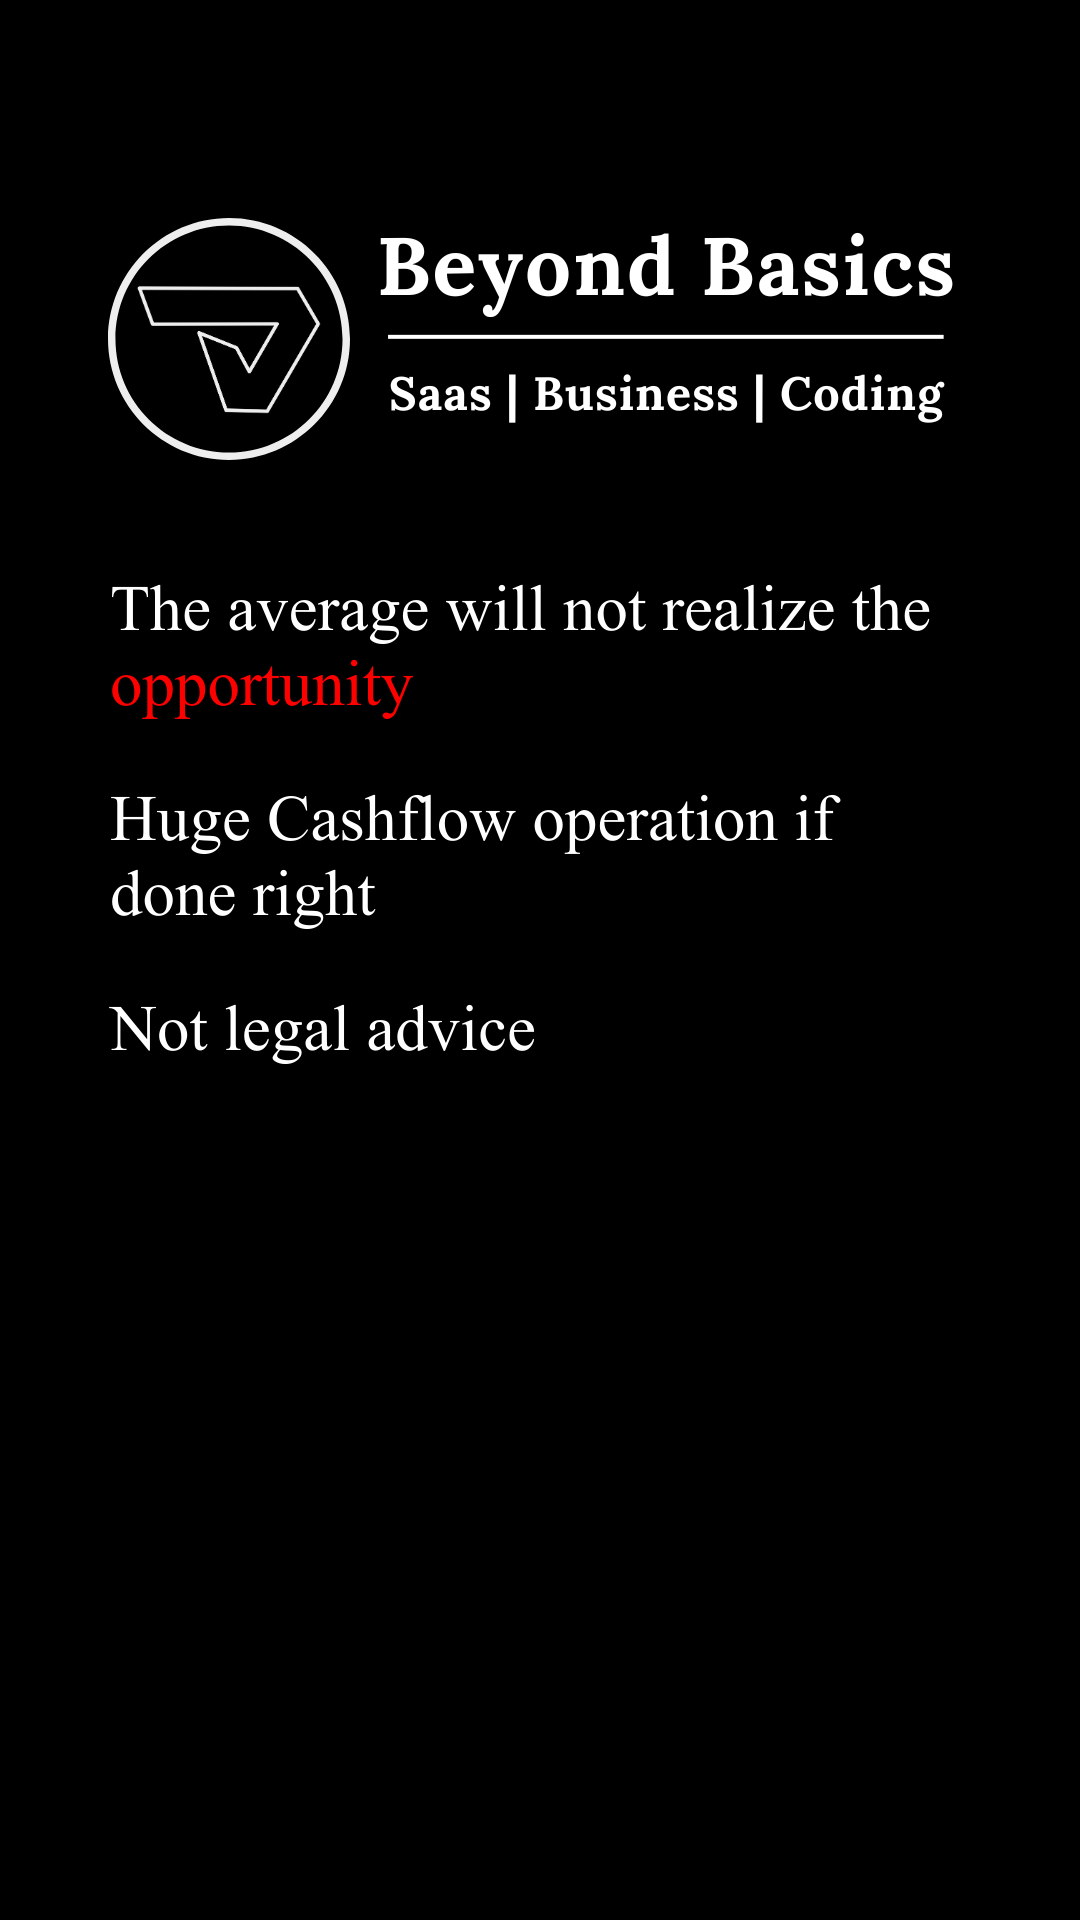 Beyond Basics
Saas | Business | Coding
The average will not realize the
opportunity
Huge Cashflow operation if
done right
Not legal advice